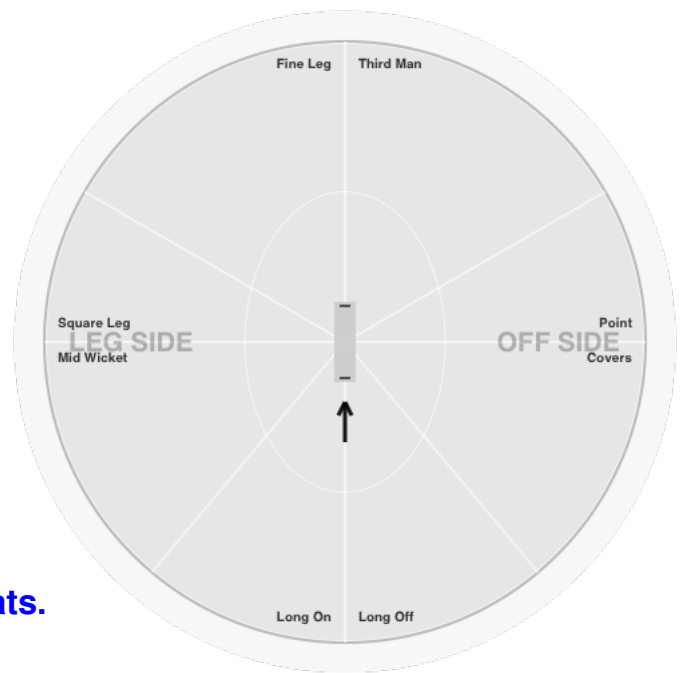 Fine Leg Third Man
Square Leg Point
LEG SIDE OFF SIDE
Mid Wicket Covers
Long On Long Off